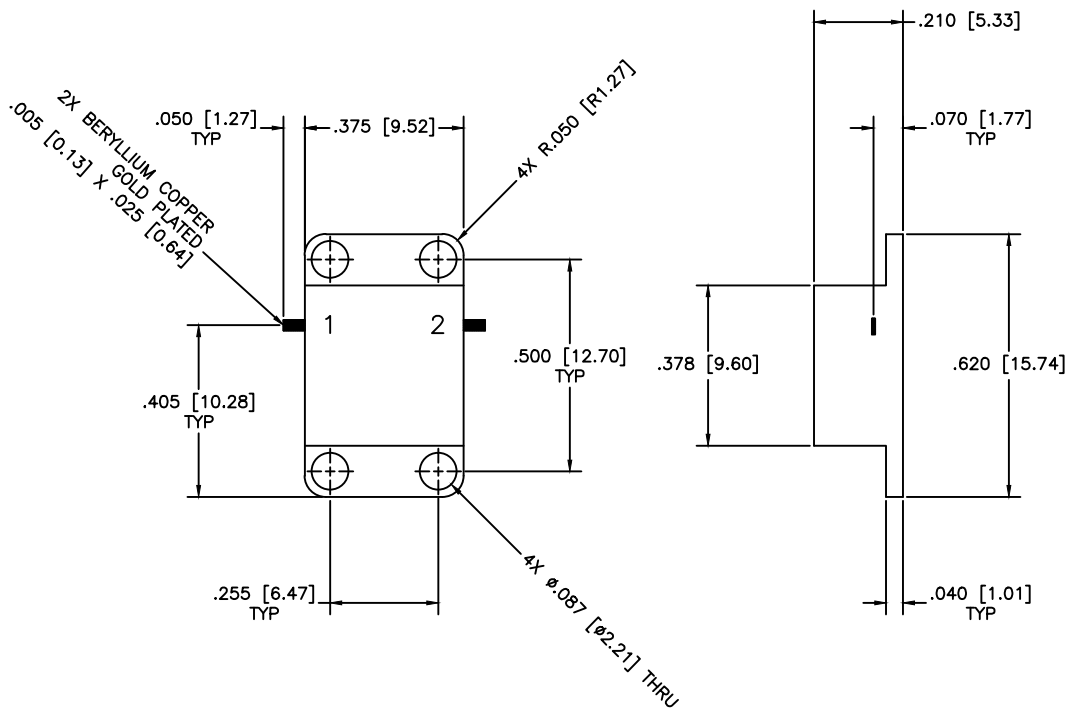 .210 [5.33]
2X BERYLLIUM COPPER
GOLD PLATED
.005 [0.13] X .025 [0.64]
.050 [1.27]
TYP
.375 [9.52]
4X R.050 [R1.27]
.070 [1.77]
TYP
1
2
.500 [12.70]
TYP
.378 [9.60]
.620 [15.74]
.405 [10.28]
TYP
.255 [6.47]
TYP
4X ø.087 [ø2.21] THRU
.040 [1.01]
TYP